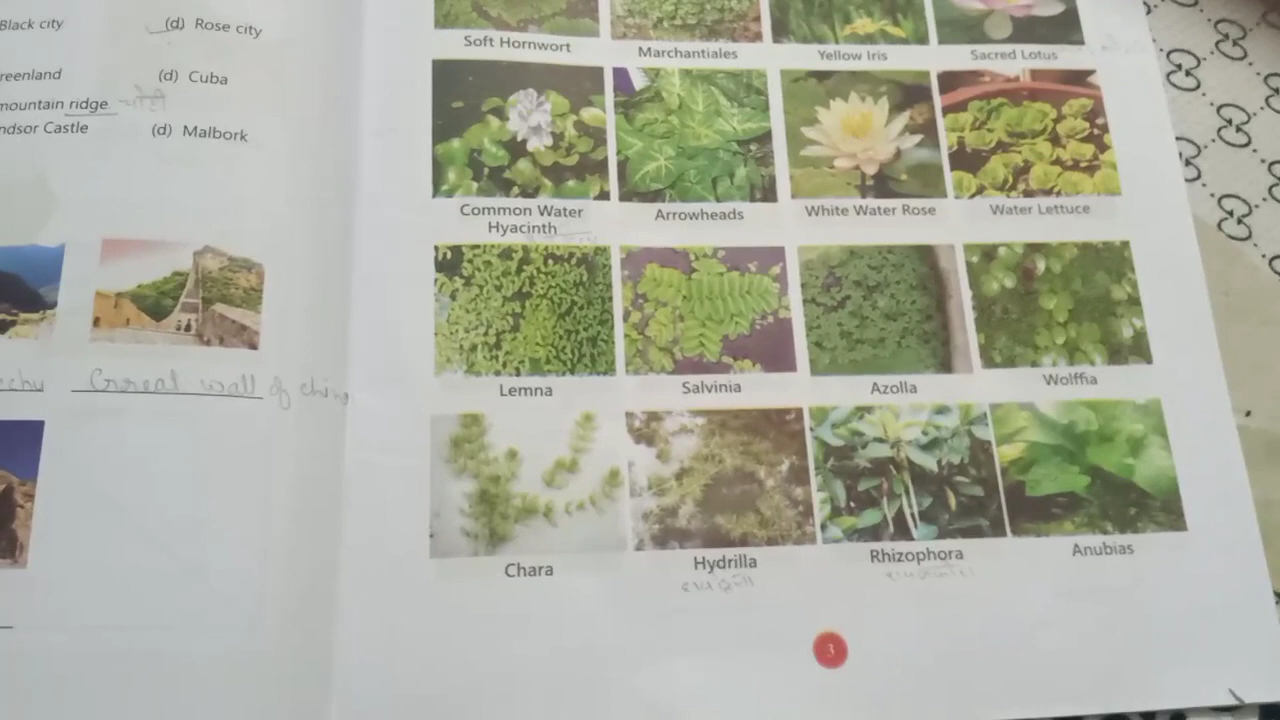 Black city
(d) Rose city
reenland
(d) Cuba
mountain ridge.
ndsor Castle
(d) Malbork
echu
Greeat wall of china
Soft Hornwort
Marchantiales
Yellow Iris
Sacred Lotus
Common Water
Hyacinth
Arrowheads
White Water Rose
Water Lettuce
Lemna
Salvinia
Azolla
Wolffia
Chara
Hydrilla
Rhizophora
Anubias
3